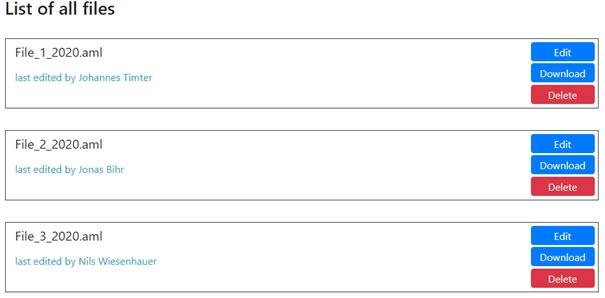 List of all files
File_1_2020.aml
Edit
last edited by Johannes Timter
Download
Delete
File_2_2020.aml
Edit
last edited by Jonas Bihr
Download
Delete
File_3_2020.aml
Edit
last edited by Nils Wiesenhauer
Download
Delete